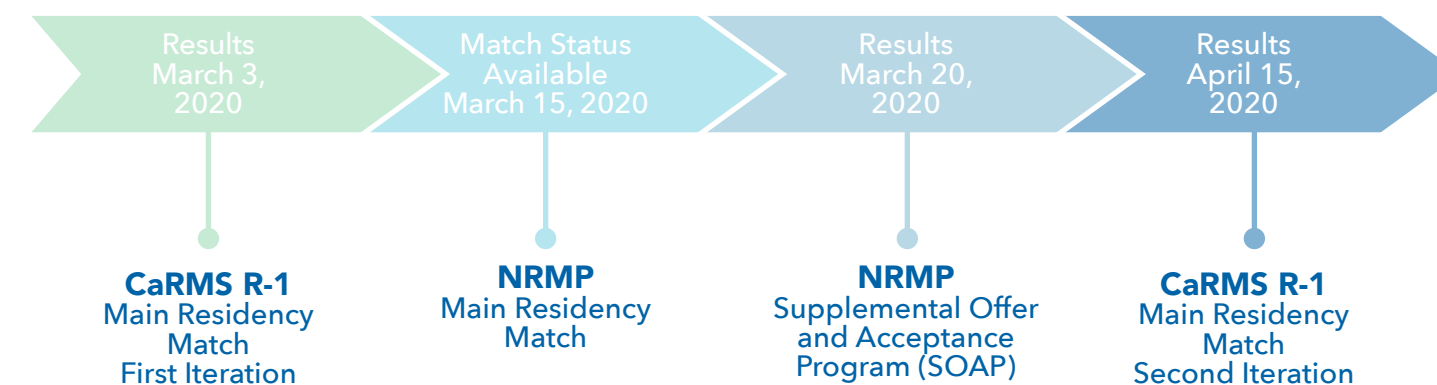 Results
March 3,
2020
Match Status
Available
March 15, 2020
Results
March 20,
2020
Results
April 15,
2020
CaRMS R-1
Main Residency
Match
First Iteration
NRMP
Main Residency
Match
NRMP
Supplemental Offer
and Acceptance
Program (SOAP)
CaRMS R-1
Main Residency
Match
Second Iteration